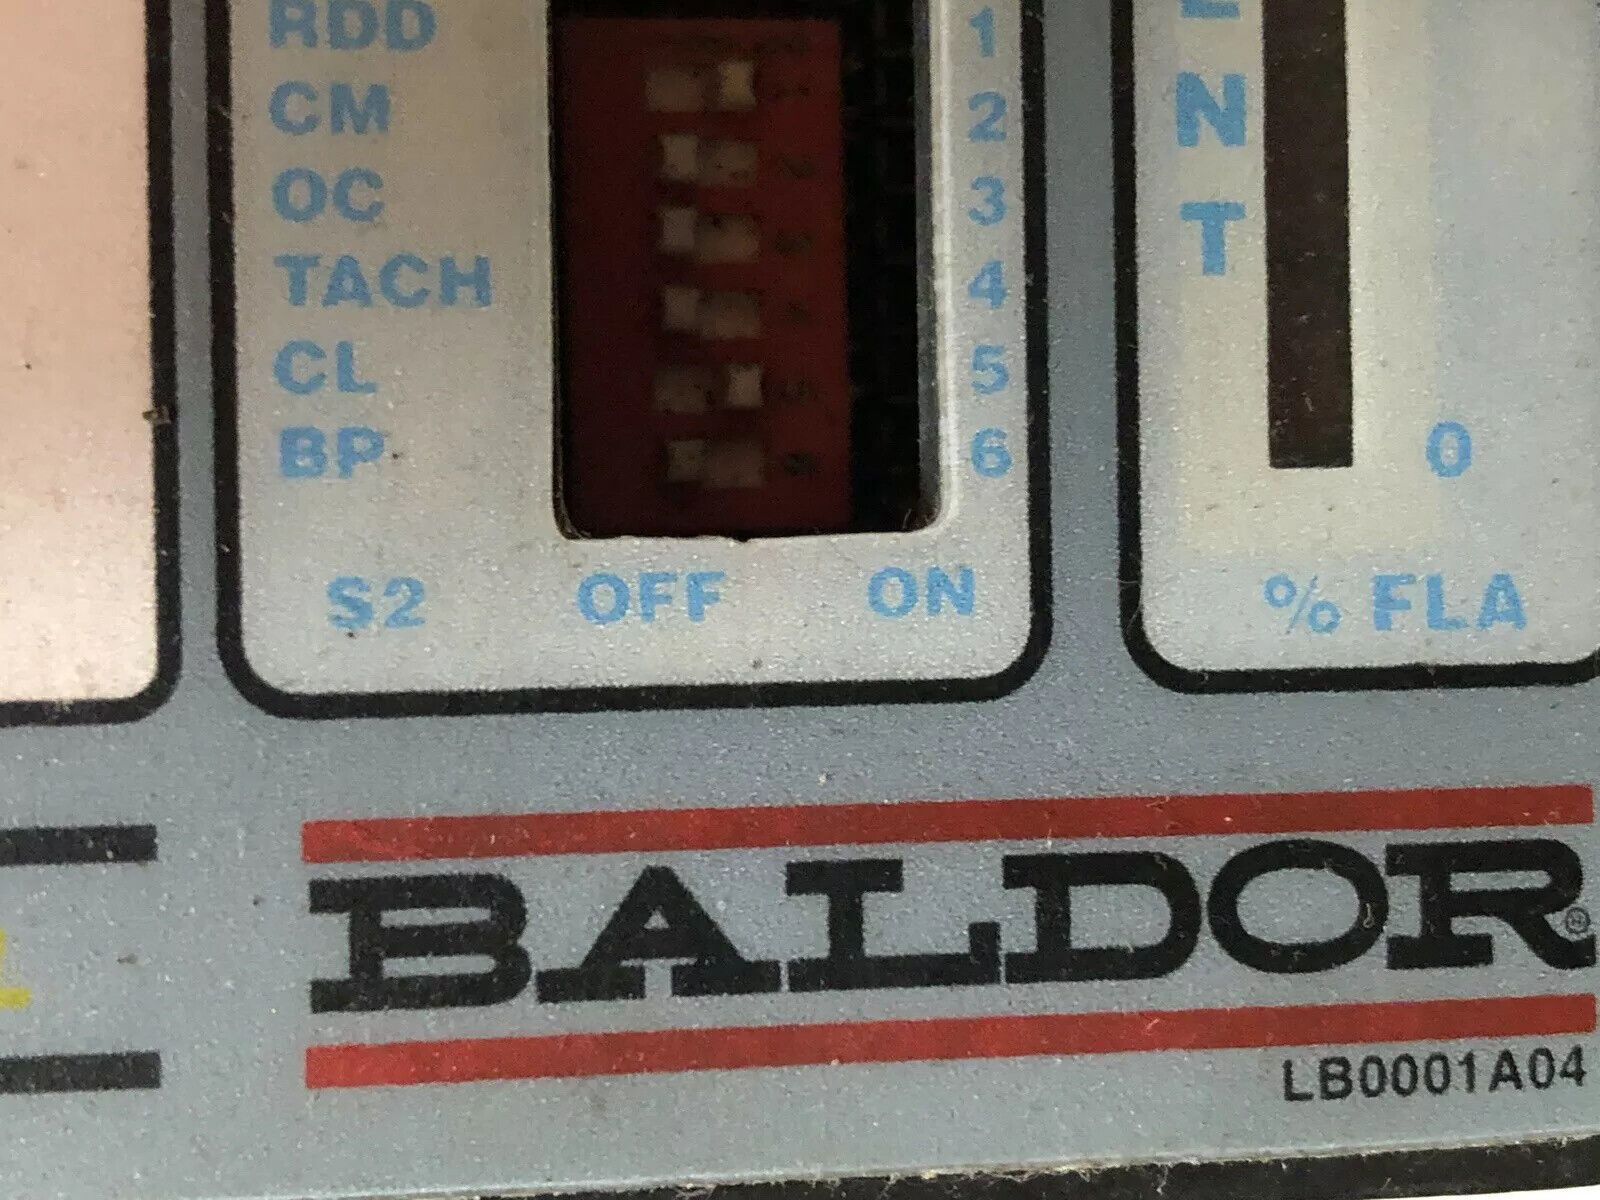 RDD 1
CM 2
OC 3
TACH 4
CL 5
BP 6
S2 OFF ON
N
T
0
% FLA
BALDOR®
LB0001A04